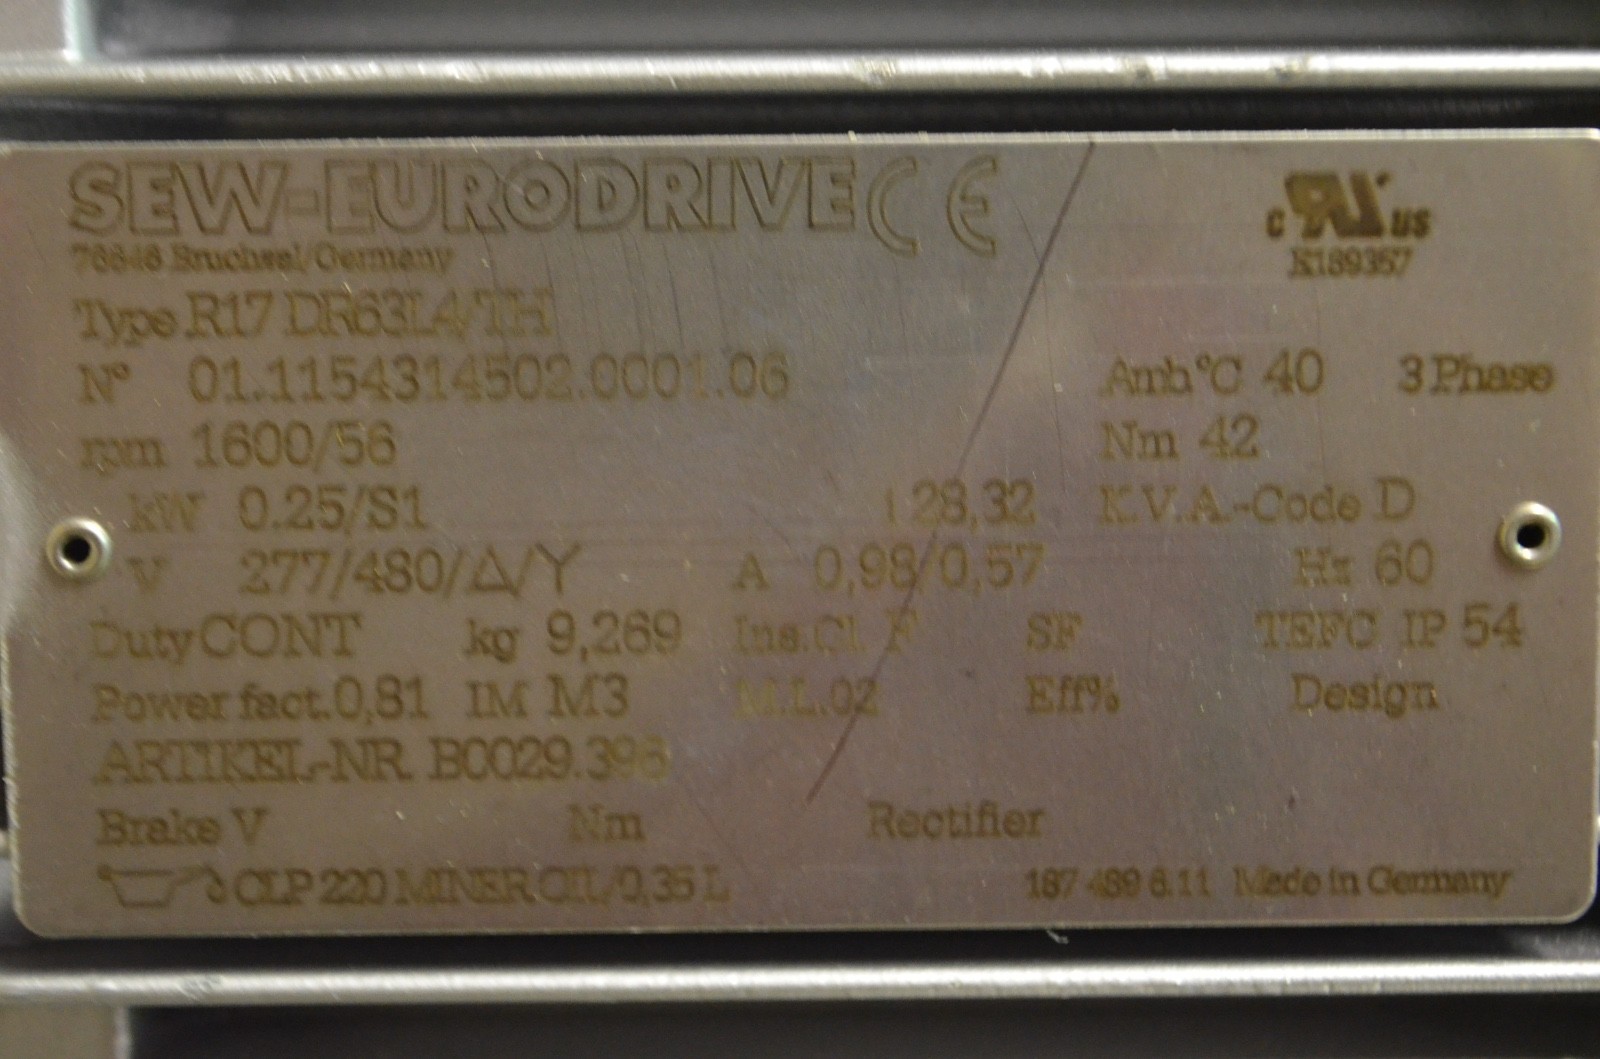 SEW-EURODRIVE CE
c RU US
76646 Bruchsal/Germany
E189357
Type R17 DR63L4/TH
N° 01.1154314502.0001.06 Amb°C 40 3 Phase
rpm 1600/56 Nm 42
kW 0.25/S1 i 28,32 K.V.A.-Code D
V 277/480/Δ/Y A 0,98/0,57 Hz 60
Duty CONT kg 9,269 Ins.Cl. F SF TEFC IP 54
Power fact. 0,81 IM M3 M.L.02 Eff% Design
ARTIKEL-NR
Brake V Nm Rectifier
CLP 220 MINER OIL/0,35 L 187 489 6.11 Made in Germany